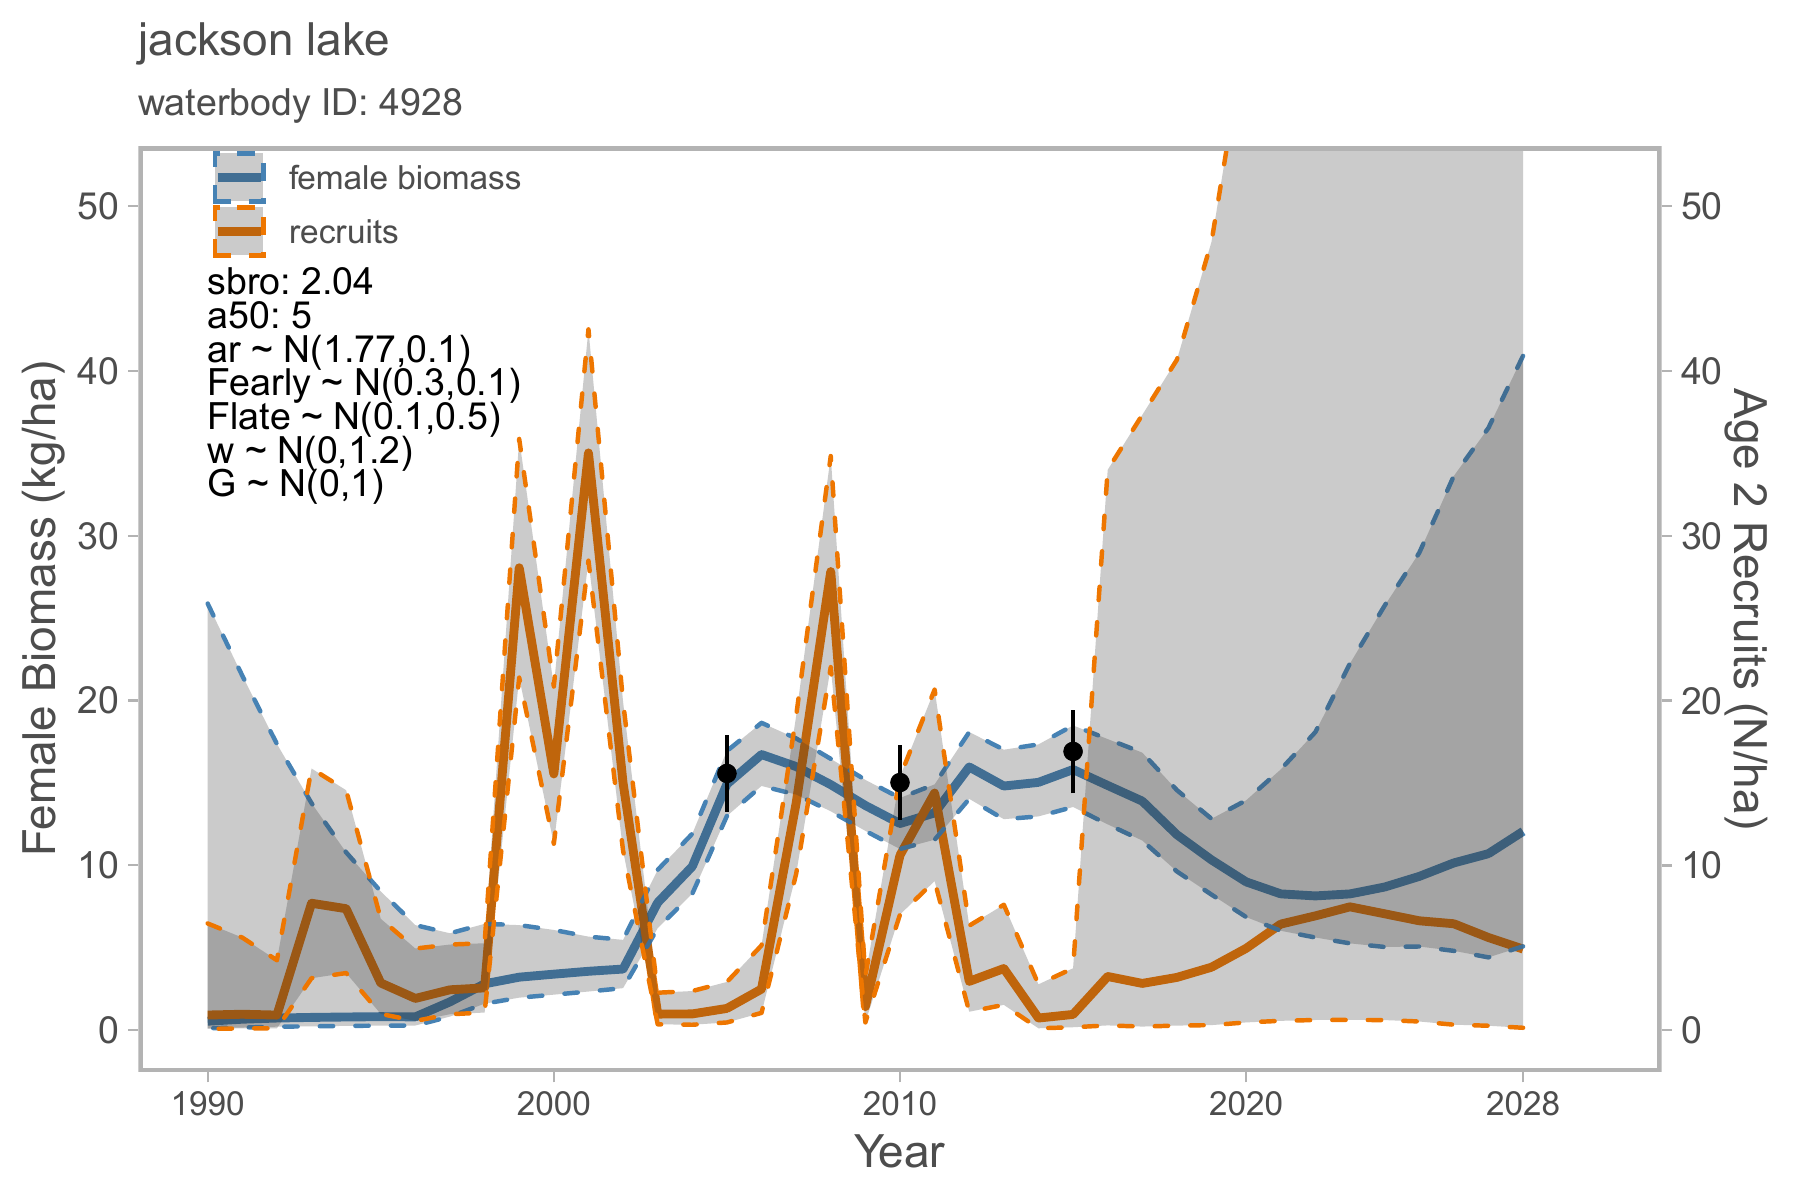 jackson lake
waterbody ID: 4928
female biomass
recruits
sbro: 2.04
a50: 5
ar ~ N(1.77,0.1)
Fearly ~ N(0.3,0.1)
Flate ~ N(0.1,0.5)
w ~ N(0,1.2)
G ~ N(0,1)
Female Biomass (kg/ha)
50
40
30
20
10
0
50
40
30
20
10
0
Age 2 Recruits (N/ha)
1990
2000
2010
2020
2028
Year